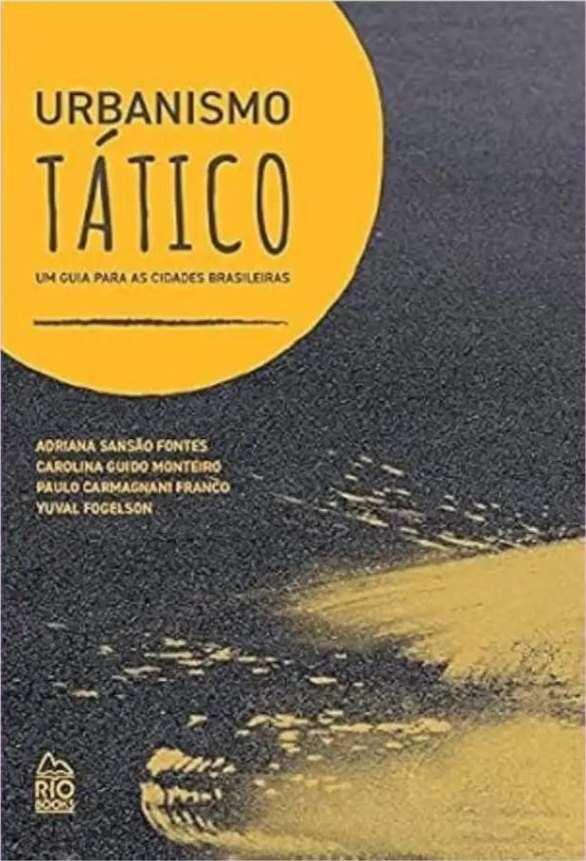 URBANISMO
TÁTICO
UM GUIA PARA AS CIDADES BRASILEIRAS
ADRIANA SANSÃO FONTES
CAROLINA GUIDO MONTEIRO
PAULO CARMAGNANI FRANCO
YUVAL FOGELSON
RIO
BOOKS